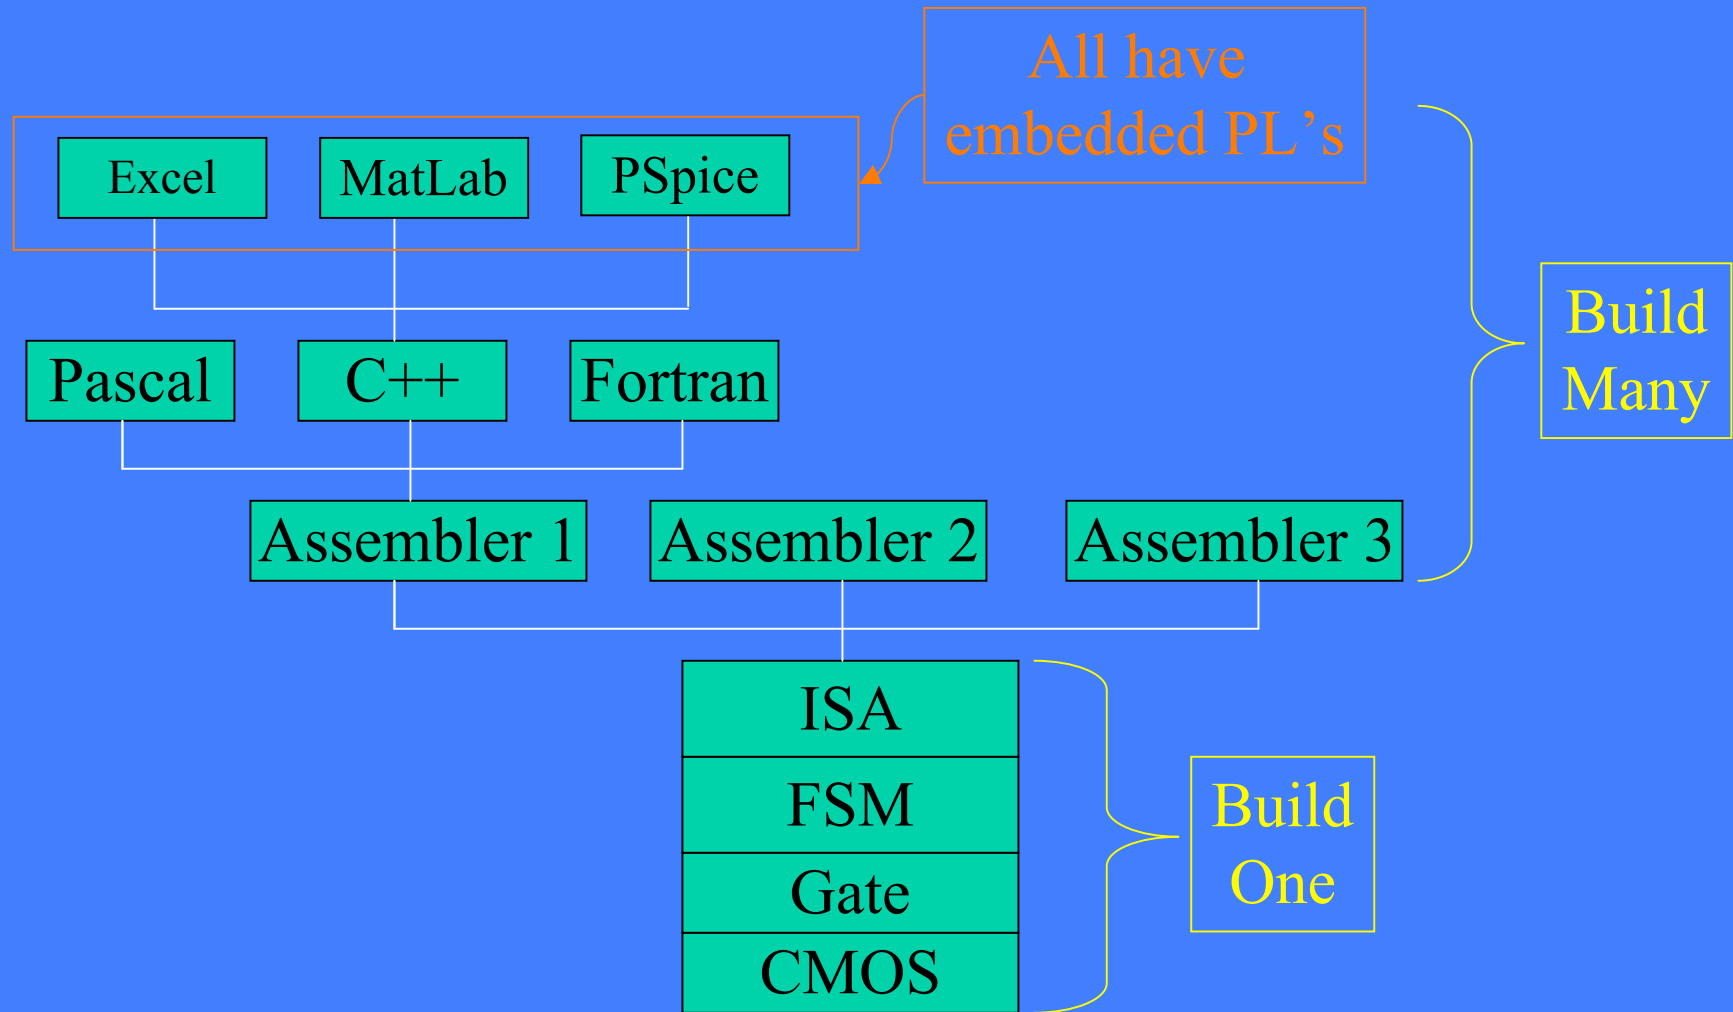 All have
embedded PL’s
Excel
MatLab
PSpice
Build
Many
Pascal
C++
Fortran
Assembler 1
Assembler 2
Assembler 3
ISA
FSM
Gate
CMOS
Build
One